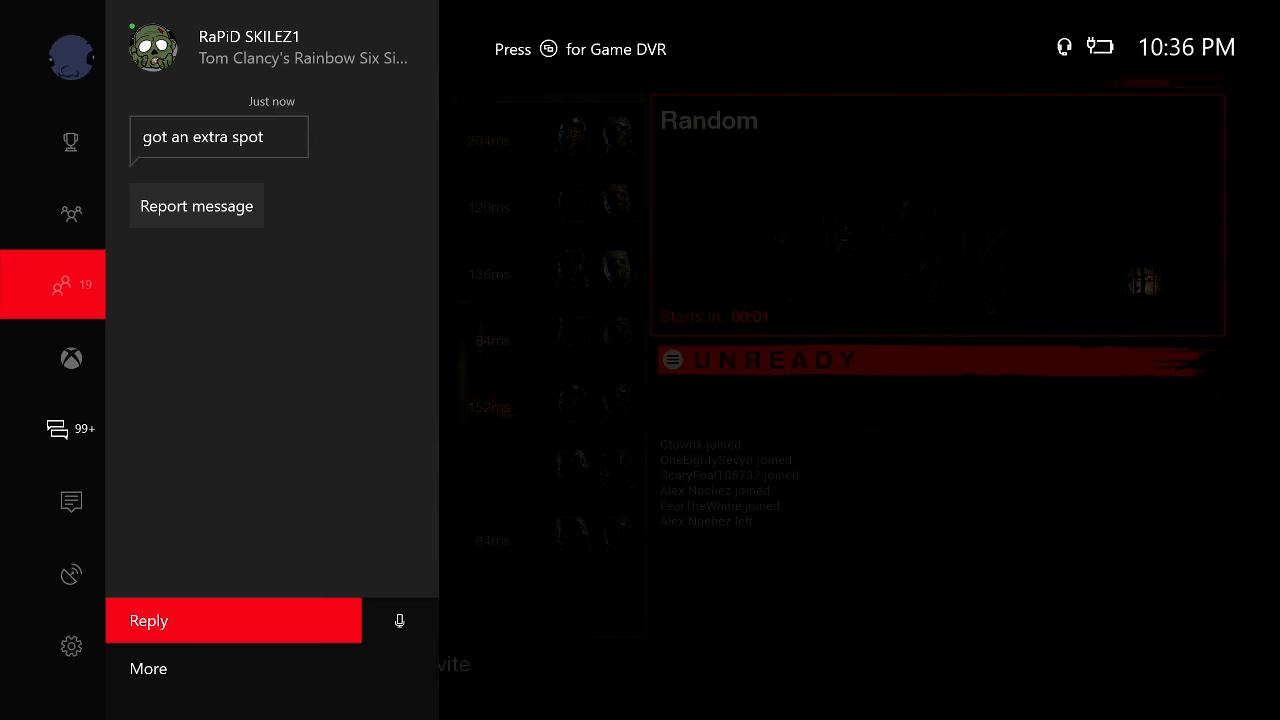 RaPiD SKILEZ1
Tom Clancy's Rainbow Six Si...
Just now
got an extra spot
Report message
19
99+
Reply
More
Press for Game DVR
10:36 PM
204ms
120ms
136ms
84ms
152ms
84ms
Random
Starts in, 00:01
UNREADY
Ctownx joined
OneEightySevyn joined
ScaryFoal185732 joined
Alex Nochez joined
FearTheWhine joined
Alex Nochez left
vite